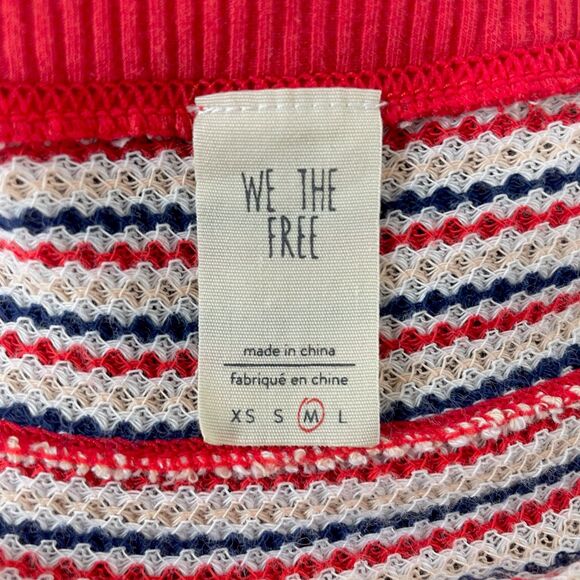 WE THE
FREE
made in china
fabriqué en chine
XS S M L